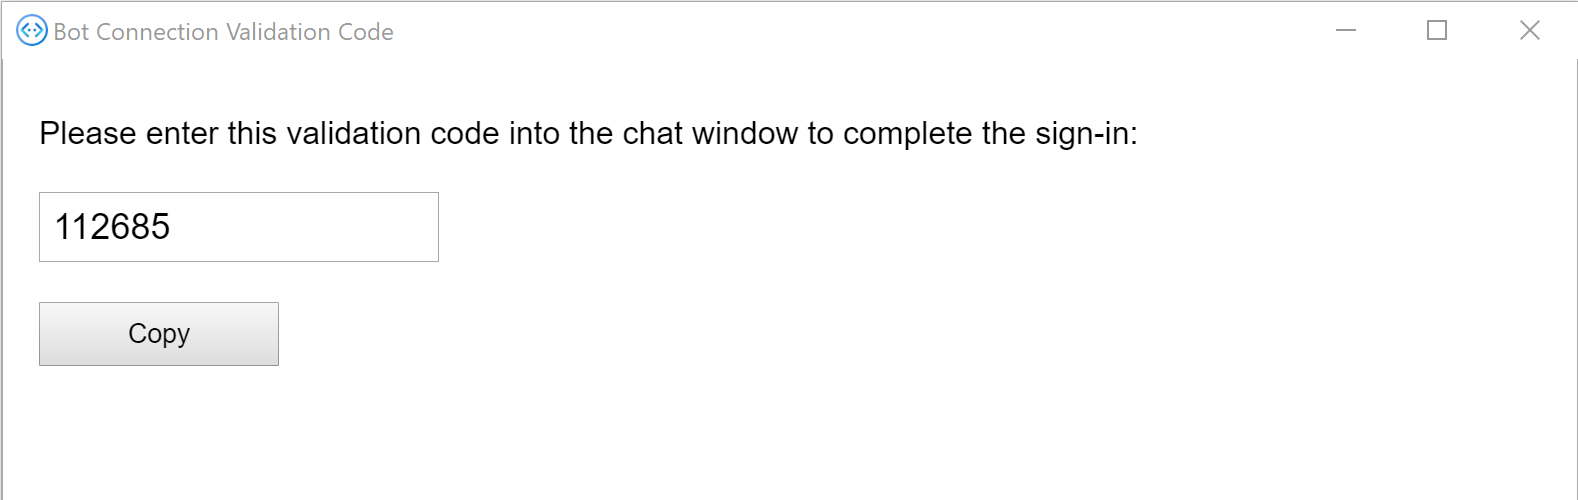 Bot Connection Validation Code
Please enter this validation code into the chat window to complete the sign-in:
112685
Copy